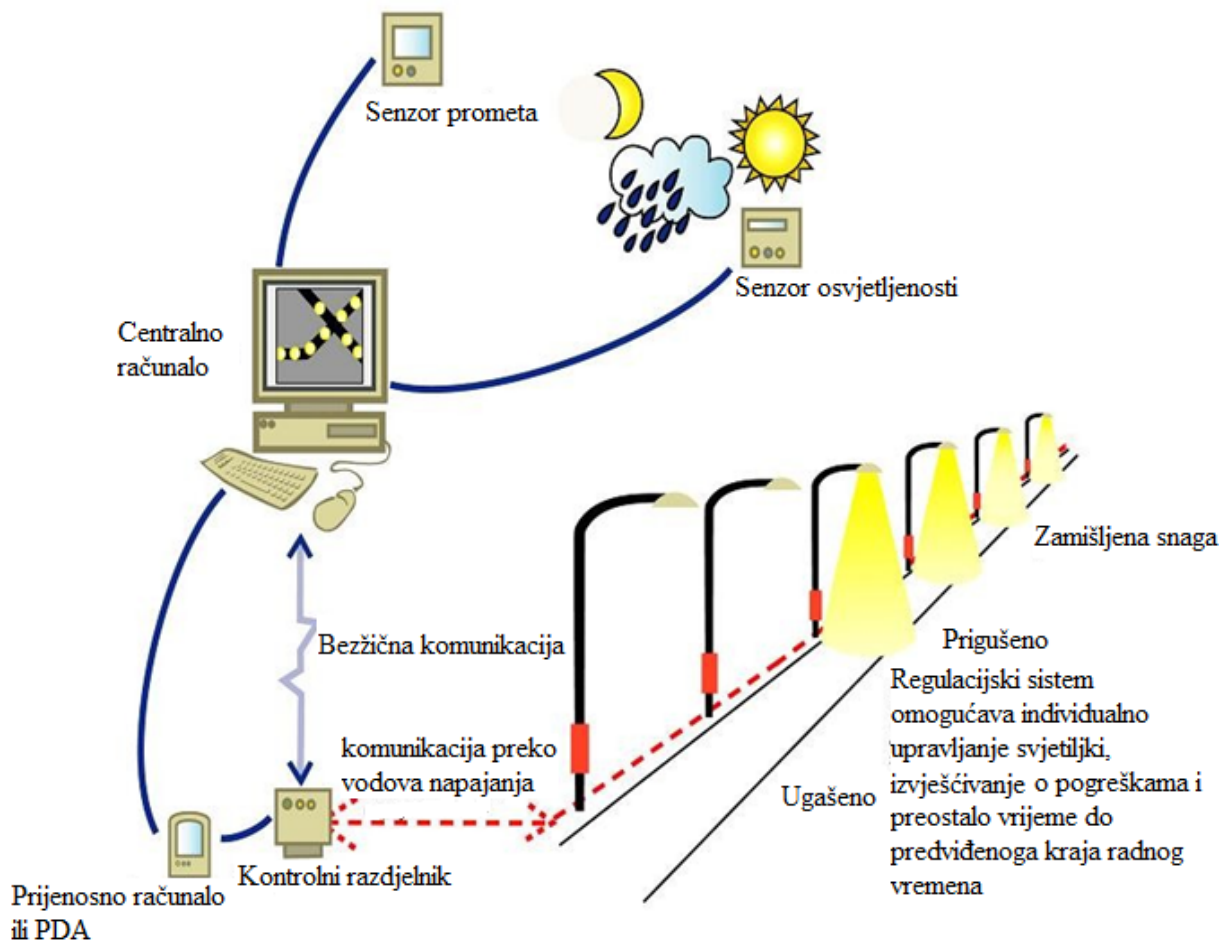 Senzor prometa
Senzor osvjetljenosti
Centralno
računalo
Zamišljena snaga
Bezžična komunikacija
Prigušeno
Regulacijski sistem
omogućava individualno
upravljanje svjetiljki,
izvješćivanje o pogreškama i
preostalo vrijeme do
predviđenoga kraja radnog
vremena
komunikacija preko
vodova napajanja
Ugašeno
Kontrolni razdjelnik
Prijenosno računalo
ili PDA